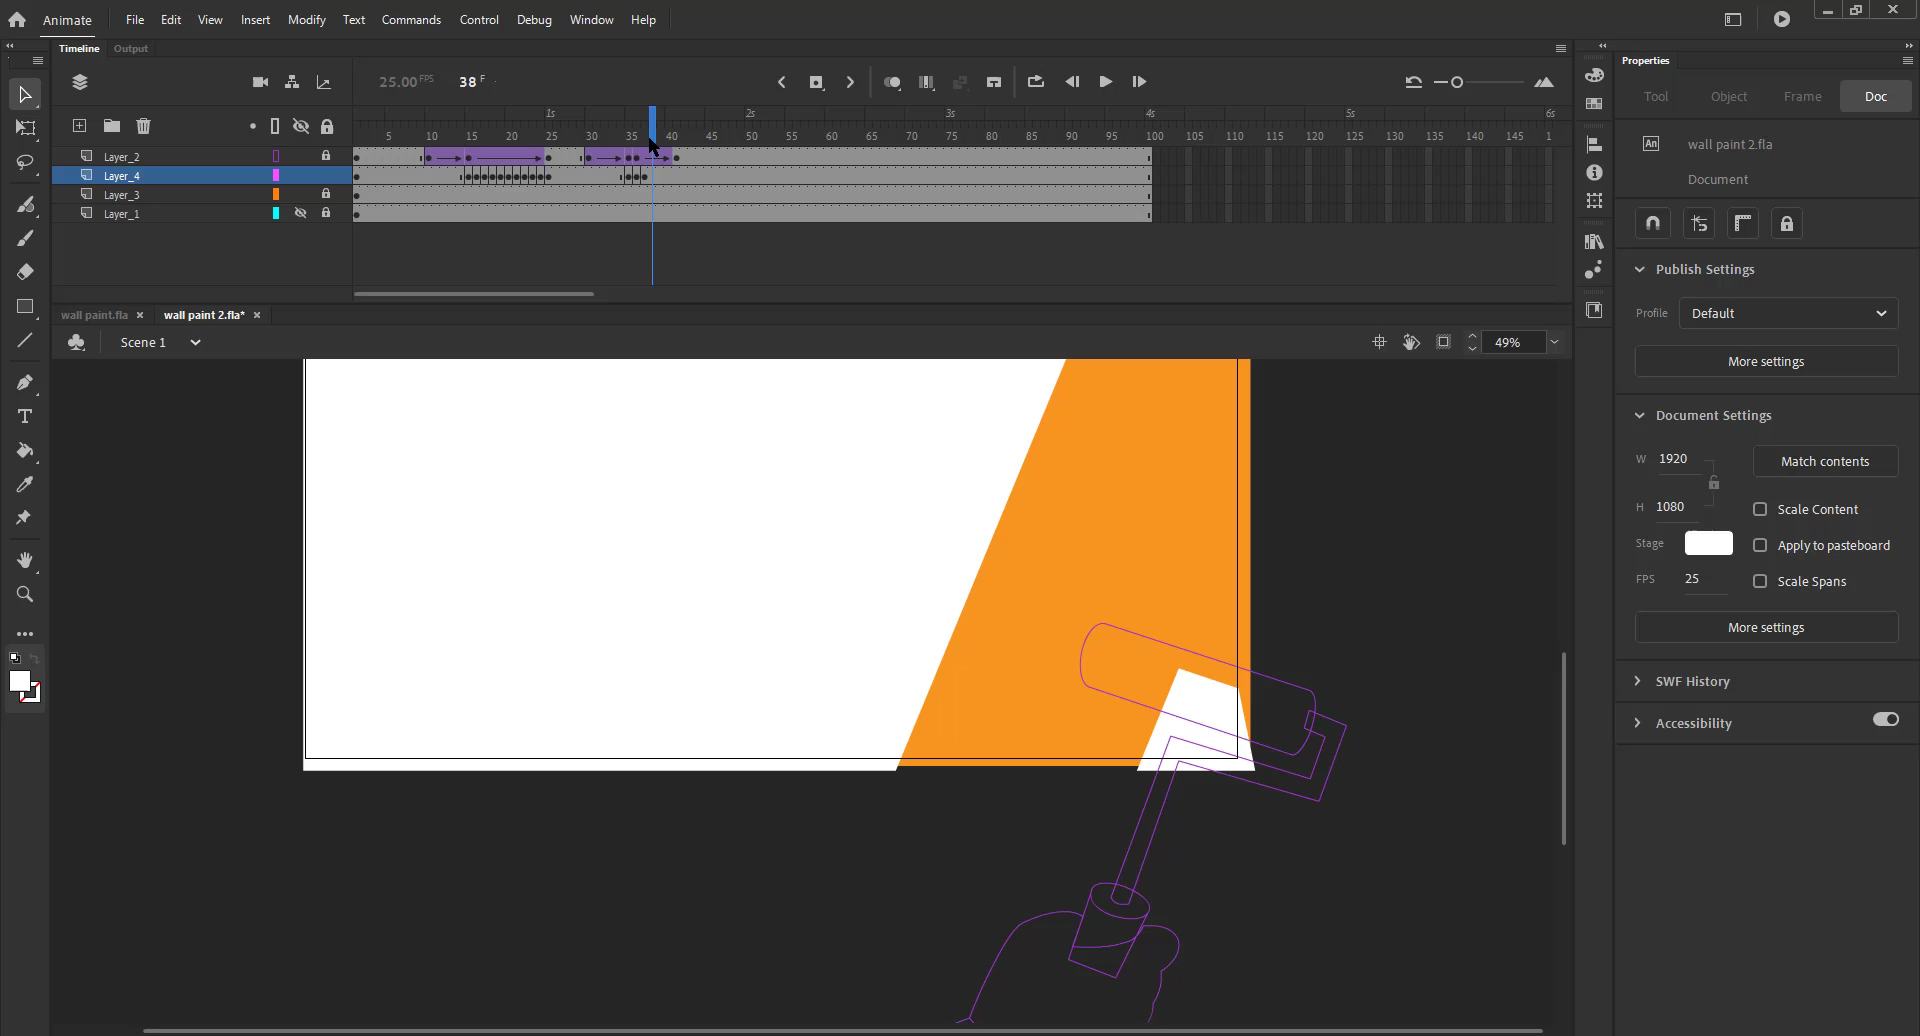 Animate File Edit View Insert Modify Text Commands Control Debug Window Help
Timeline Output
25.00 FPS 38 F
1s 2s 3s 4s 5s 6s
5 10 15 20 25 30 35 40 45 50 55 60 65 70 75 80 85 90 95 100 105 110 115 120 125 130 135 140 145 1
Layer_2
Layer_4
Layer_3
Layer_1
wall paint.fla × wall paint 2.fla* ×
Scene 1 49%
Properties
Tool Object Frame Doc
An wall paint 2.fla
Document
Publish Settings
Profile Default
More settings
Document Settings
W 1920 Match contents
H 1080 Scale Content
Stage Apply to pasteboard
FPS 25 Scale Spans
More settings
SWF History
Accessibility